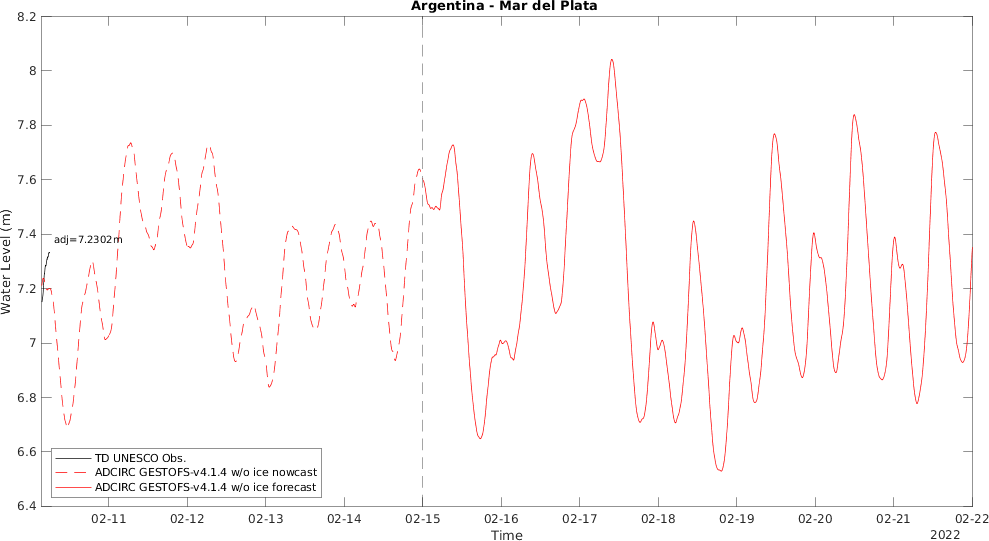 Argentina - Mar del Plata
8.2
8
7.8
7.6
7.4
7.2
7
6.8
6.6
6.4
Water Level (m)
adj=7.2302m
TD UNESCO Obs.
ADCIRC GESTOFS-v4.1.4 w/o ice nowcast
ADCIRC GESTOFS-v4.1.4 w/o ice forecast
02-11 02-12 02-13 02-14 02-15 02-16 02-17 02-18 02-19 02-20 02-21 02-22
Time
2022